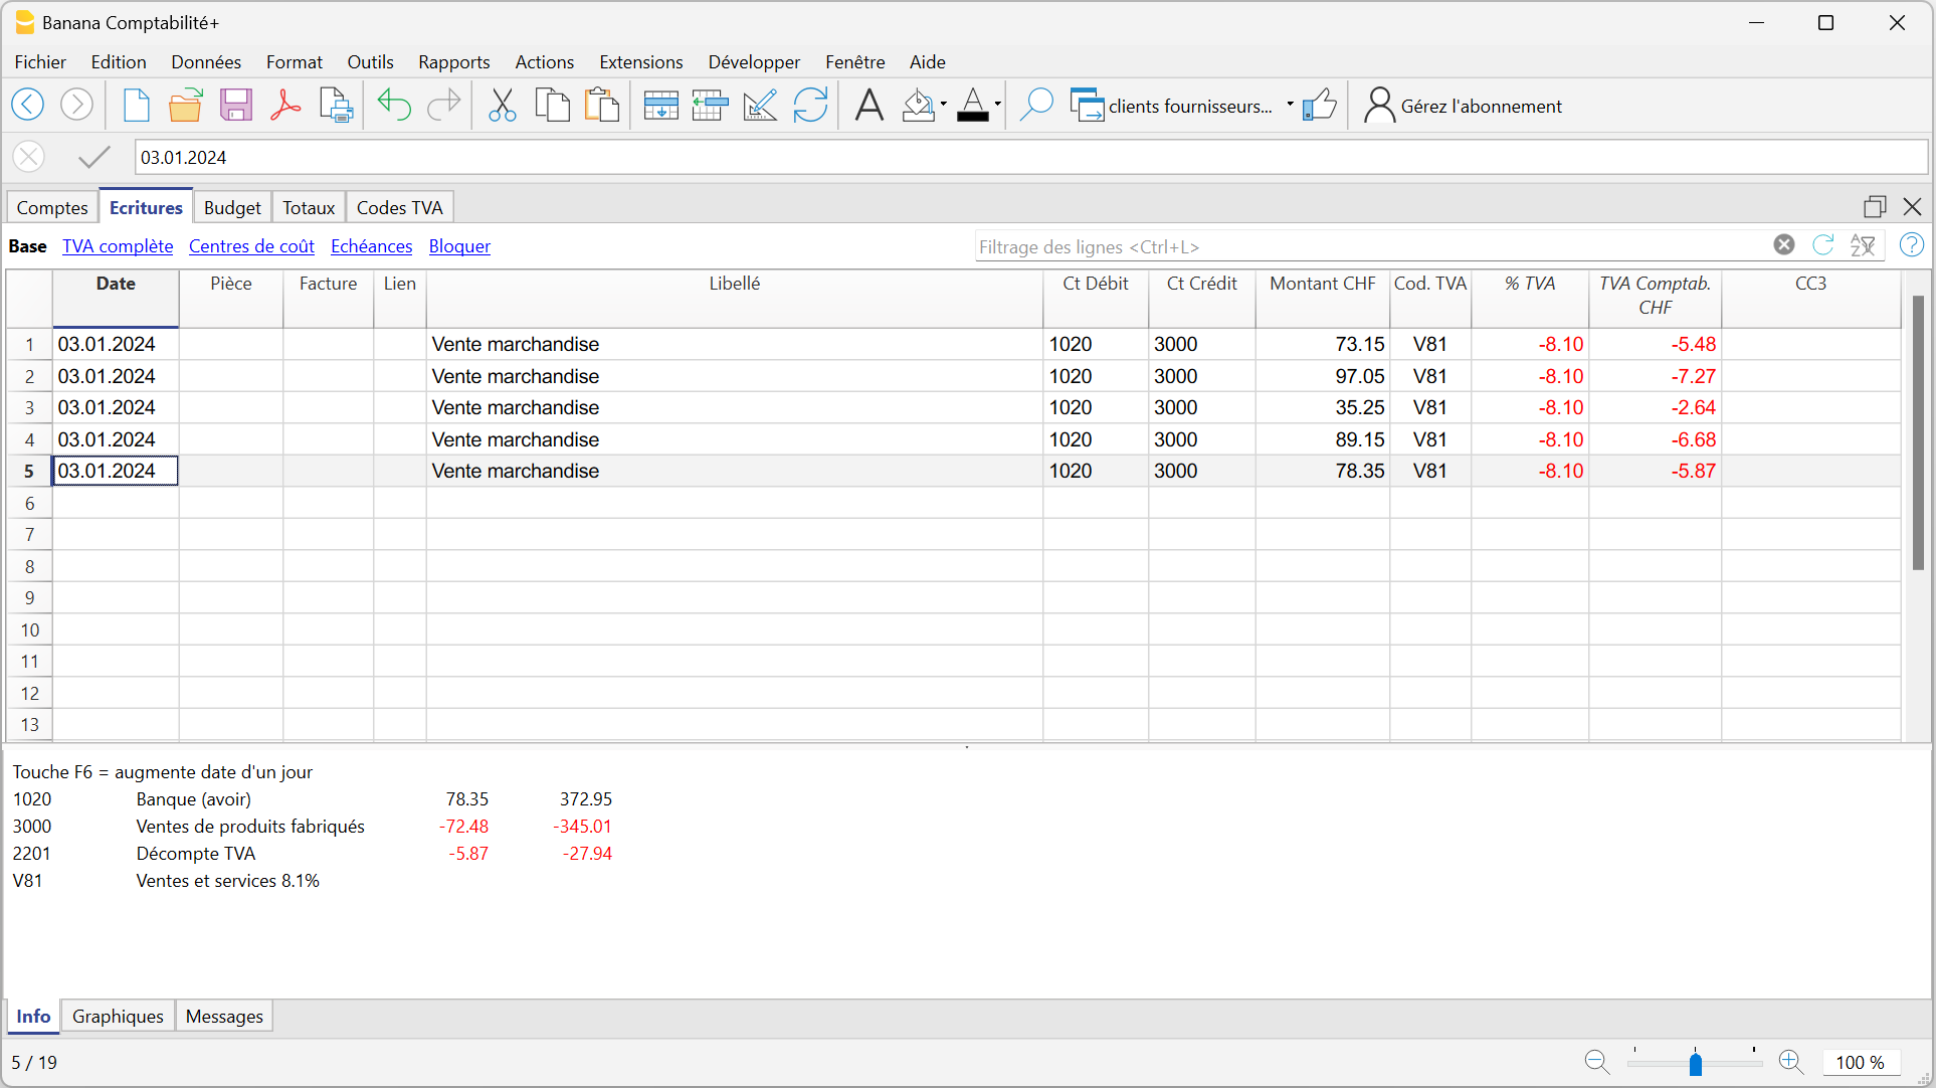 Banana Comptabilité+
Fichier Edition Données Format Outils Rapports Actions Extensions Développer Fenêtre Aide
clients fournisseurs... Gérez l'abonnement
03.01.2024
Comptes Ecritures Budget Totaux Codes TVA
Base TVA complète Centres de coût Echéances Bloquer Filtrage des lignes <Ctrl+L>
Date Pièce Facture Lien Libellé Ct Débit Ct Crédit Montant CHF Cod. TVA % TVA TVA Comptab. CHF CC3
1 03.01.2024 Vente marchandise 1020 3000 73.15 V81 -8.10 -5.48
2 03.01.2024 Vente marchandise 1020 3000 97.05 V81 -8.10 -7.27
3 03.01.2024 Vente marchandise 1020 3000 35.25 V81 -8.10 -2.64
4 03.01.2024 Vente marchandise 1020 3000 89.15 V81 -8.10 -6.68
5 03.01.2024 Vente marchandise 1020 3000 78.35 V81 -8.10 -5.87
6
7
8
9
10
11
12
13
Touche F6 = augmente date d'un jour
1020 Banque (avoir) 78.35 372.95
3000 Ventes de produits fabriqués -72.48 -345.01
2201 Décompte TVA -5.87 -27.94
V81 Ventes et services 8.1%
Info Graphiques Messages
5 / 19 100 %